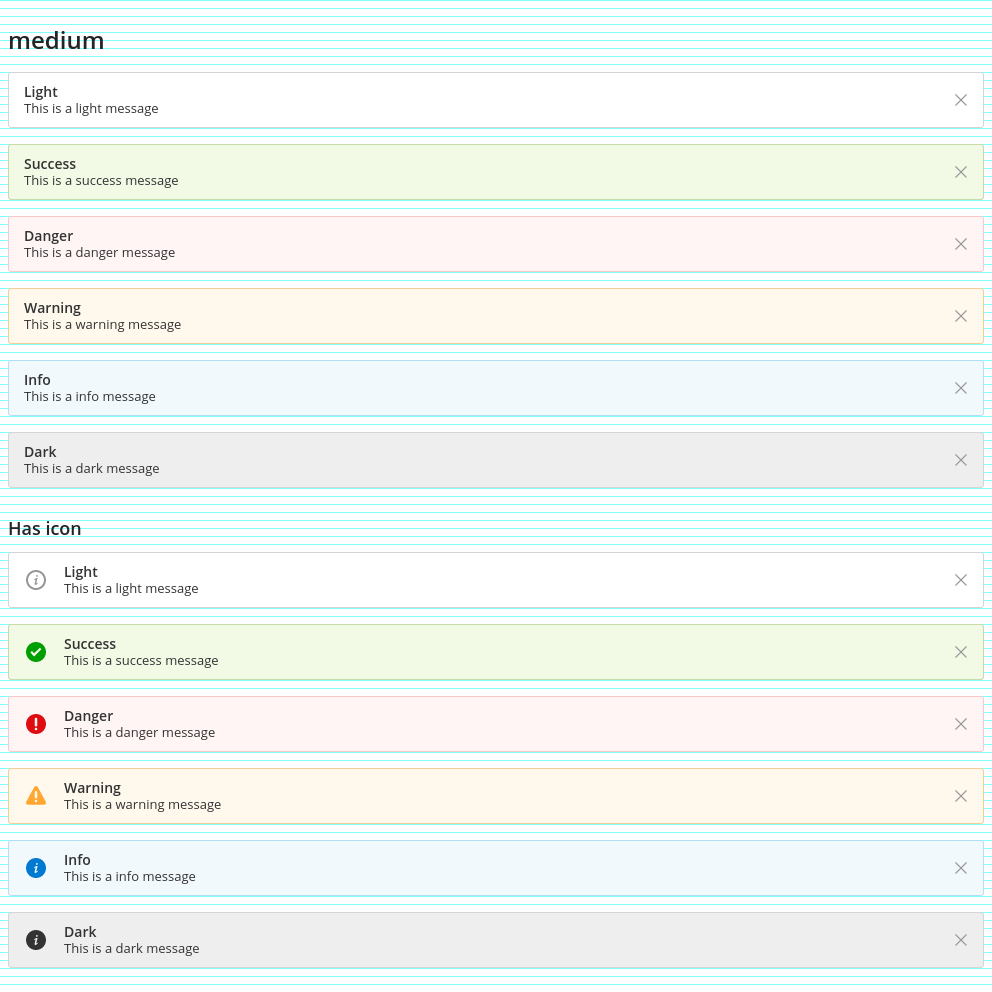 medium
Light
This is a light message
Success
This is a success message
Danger
This is a danger message
Warning
This is a warning message
Info
This is a info message
Dark
This is a dark message
Has icon
Light
This is a light message
Success
This is a success message
Danger
This is a danger message
Warning
This is a warning message
Info
This is a info message
Dark
This is a dark message